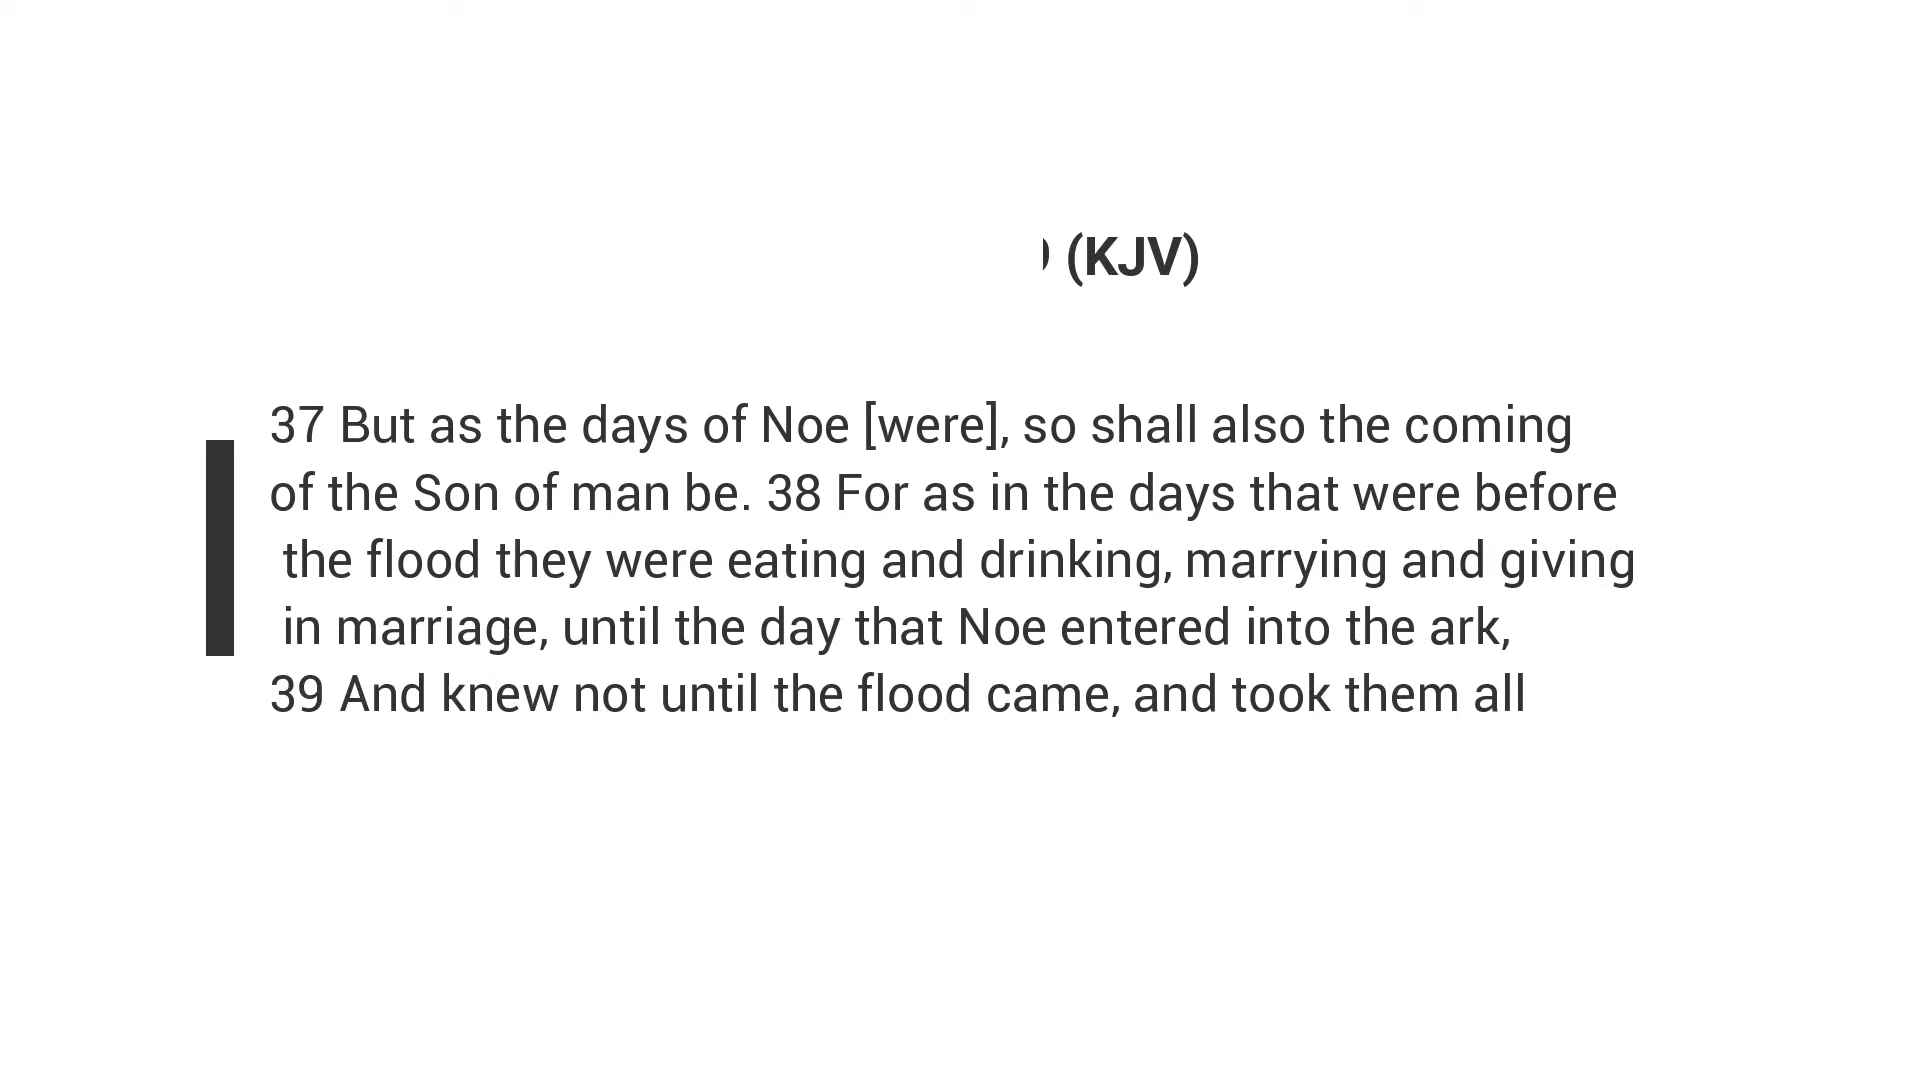 (KJV)
37 But as the days of Noe [were], so shall also the coming
of the Son of man be. 38 For as in the days that were before
the flood they were eating and drinking, marrying and giving
in marriage, until the day that Noe entered into the ark,
39 And knew not until the flood came, and took them all